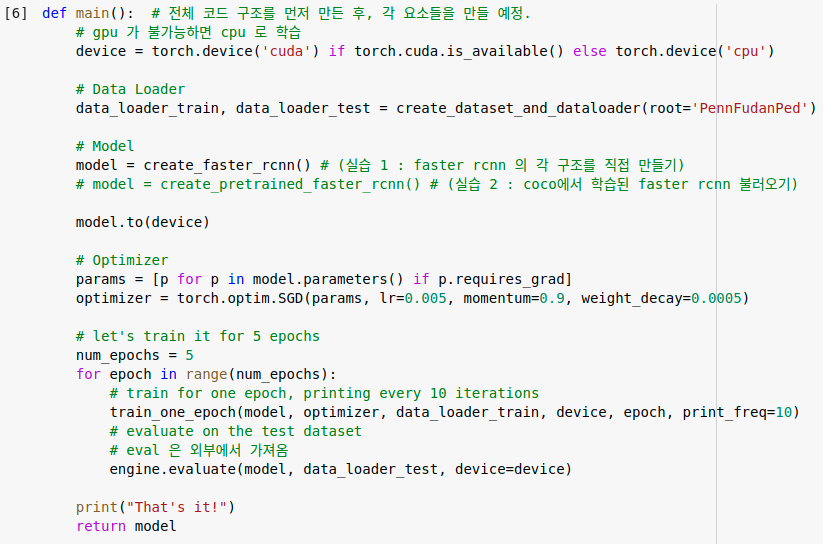 [6] def main():  # 전체 코드 구조를 먼저 만든 후, 각 요소들을 만들 예정.
    # gpu 가 불가능하면 cpu 로 학습
    device = torch.device('cuda') if torch.cuda.is_available() else torch.device('cpu')

    # Data Loader
    data_loader_train, data_loader_test = create_dataset_and_dataloader(root='PennFudanPed')

    # Model
    model = create_faster_rcnn() # (실습 1 : faster rcnn 의 각 구조를 직접 만들기)
    # model = create_pretrained_faster_rcnn() # (실습 2 : coco에서 학습된 faster rcnn 불러오기)

    model.to(device)

    # Optimizer
    params = [p for p in model.parameters() if p.requires_grad]
    optimizer = torch.optim.SGD(params, lr=0.005, momentum=0.9, weight_decay=0.0005)

    # let's train it for 5 epochs
    num_epochs = 5
    for epoch in range(num_epochs):
        # train for one epoch, printing every 10 iterations
        train_one_epoch(model, optimizer, data_loader_train, device, epoch, print_freq=10)
        # evaluate on the test dataset
        # eval 은 외부에서 가져옴
        engine.evaluate(model, data_loader_test, device=device)

    print("That's it!")
    return model